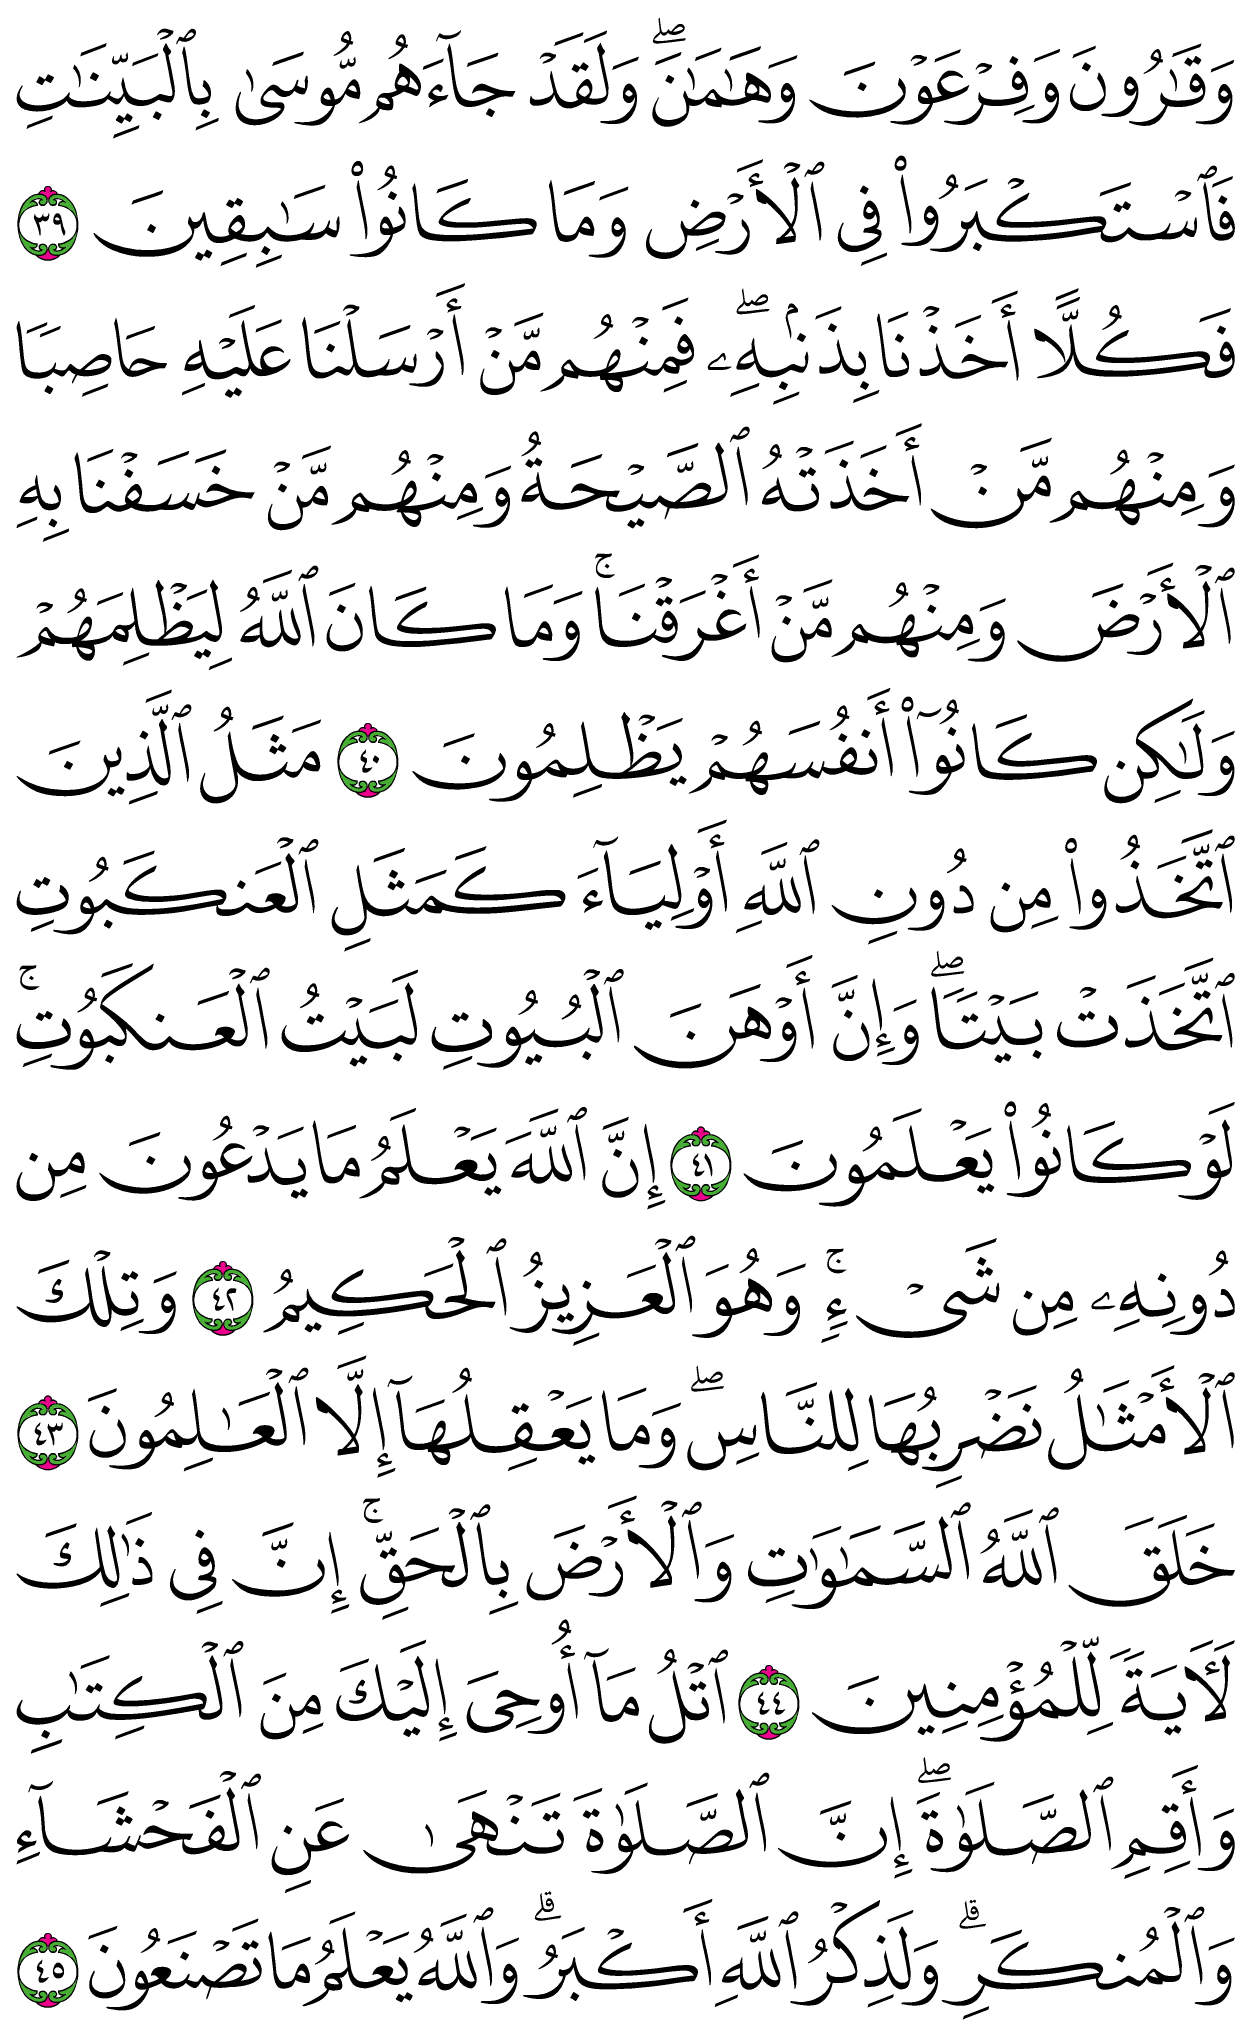 وَقَٰرُونَ وَفِرۡعَوۡنَ وَهَٰمَٰنَۖ وَلَقَدۡ جَآءَهُم مُّوسَىٰ بِٱلۡبَيِّنَٰتِ
فَٱسۡتَكۡبَرُواْ فِي ٱلۡأَرۡضِ وَمَا كَانُواْ سَٰبِقِينَ ٣٩
فَكُلًّا أَخَذۡنَا بِذَنۢبِهِۦۖ فَمِنۡهُم مَّنۡ أَرۡسَلۡنَا عَلَيۡهِ حَاصِبٗا
وَمِنۡهُم مَّنۡ أَخَذَتۡهُ ٱلصَّيۡحَةُ وَمِنۡهُم مَّنۡ خَسَفۡنَا بِهِ
ٱلۡأَرۡضَ وَمِنۡهُم مَّنۡ أَغۡرَقۡنَاۚ وَمَا كَانَ ٱللَّهُ لِيَظۡلِمَهُمۡ
وَلَٰكِن كَانُوٓاْ أَنفُسَهُمۡ يَظۡلِمُونَ ٤٠ مَثَلُ ٱلَّذِينَ
ٱتَّخَذُواْ مِن دُونِ ٱللَّهِ أَوۡلِيَآءَ كَمَثَلِ ٱلۡعَنكَبُوتِ
ٱتَّخَذَتۡ بَيۡتٗاۖ وَإِنَّ أَوۡهَنَ ٱلۡبُيُوتِ لَبَيۡتُ ٱلۡعَنكَبُوتِۚ
لَوۡ كَانُواْ يَعۡلَمُونَ ٤١ إِنَّ ٱللَّهَ يَعۡلَمُ مَا يَدۡعُونَ مِن
دُونِهِۦ مِن شَيۡءٖۚ وَهُوَ ٱلۡعَزِيزُ ٱلۡحَكِيمُ ٤٢ وَتِلۡكَ
ٱلۡأَمۡثَٰلُ نَضۡرِبُهَا لِلنَّاسِۖ وَمَا يَعۡقِلُهَآ إِلَّا ٱلۡعَٰلِمُونَ ٤٣
خَلَقَ ٱللَّهُ ٱلسَّمَٰوَٰتِ وَٱلۡأَرۡضَ بِٱلۡحَقِّۚ إِنَّ فِي ذَٰلِكَ
لَأٓيَةٗ لِّلۡمُؤۡمِنِينَ ٤٤ ٱتۡلُ مَآ أُوحِيَ إِلَيۡكَ مِنَ ٱلۡكِتَٰبِ
وَأَقِمِ ٱلصَّلَوٰةَۖ إِنَّ ٱلصَّلَوٰةَ تَنۡهَىٰ عَنِ ٱلۡفَحۡشَآءِ
وَٱلۡمُنكَرِۗ وَلَذِكۡرُ ٱللَّهِ أَكۡبَرُۗ وَٱللَّهُ يَعۡلَمُ مَا تَصۡنَعُونَ ٤٥